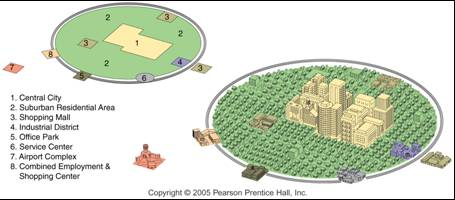 2
3
2
3
1
8
2
4
7
3
5
6
1. Central City
2. Suburban Residential Area
3. Shopping Mall
4. Industrial District
5. Office Park
6. Service Center
7. Airport Complex
8. Combined Employment &
Shopping Center
Copyright © 2005 Pearson Prentice Hall, Inc.